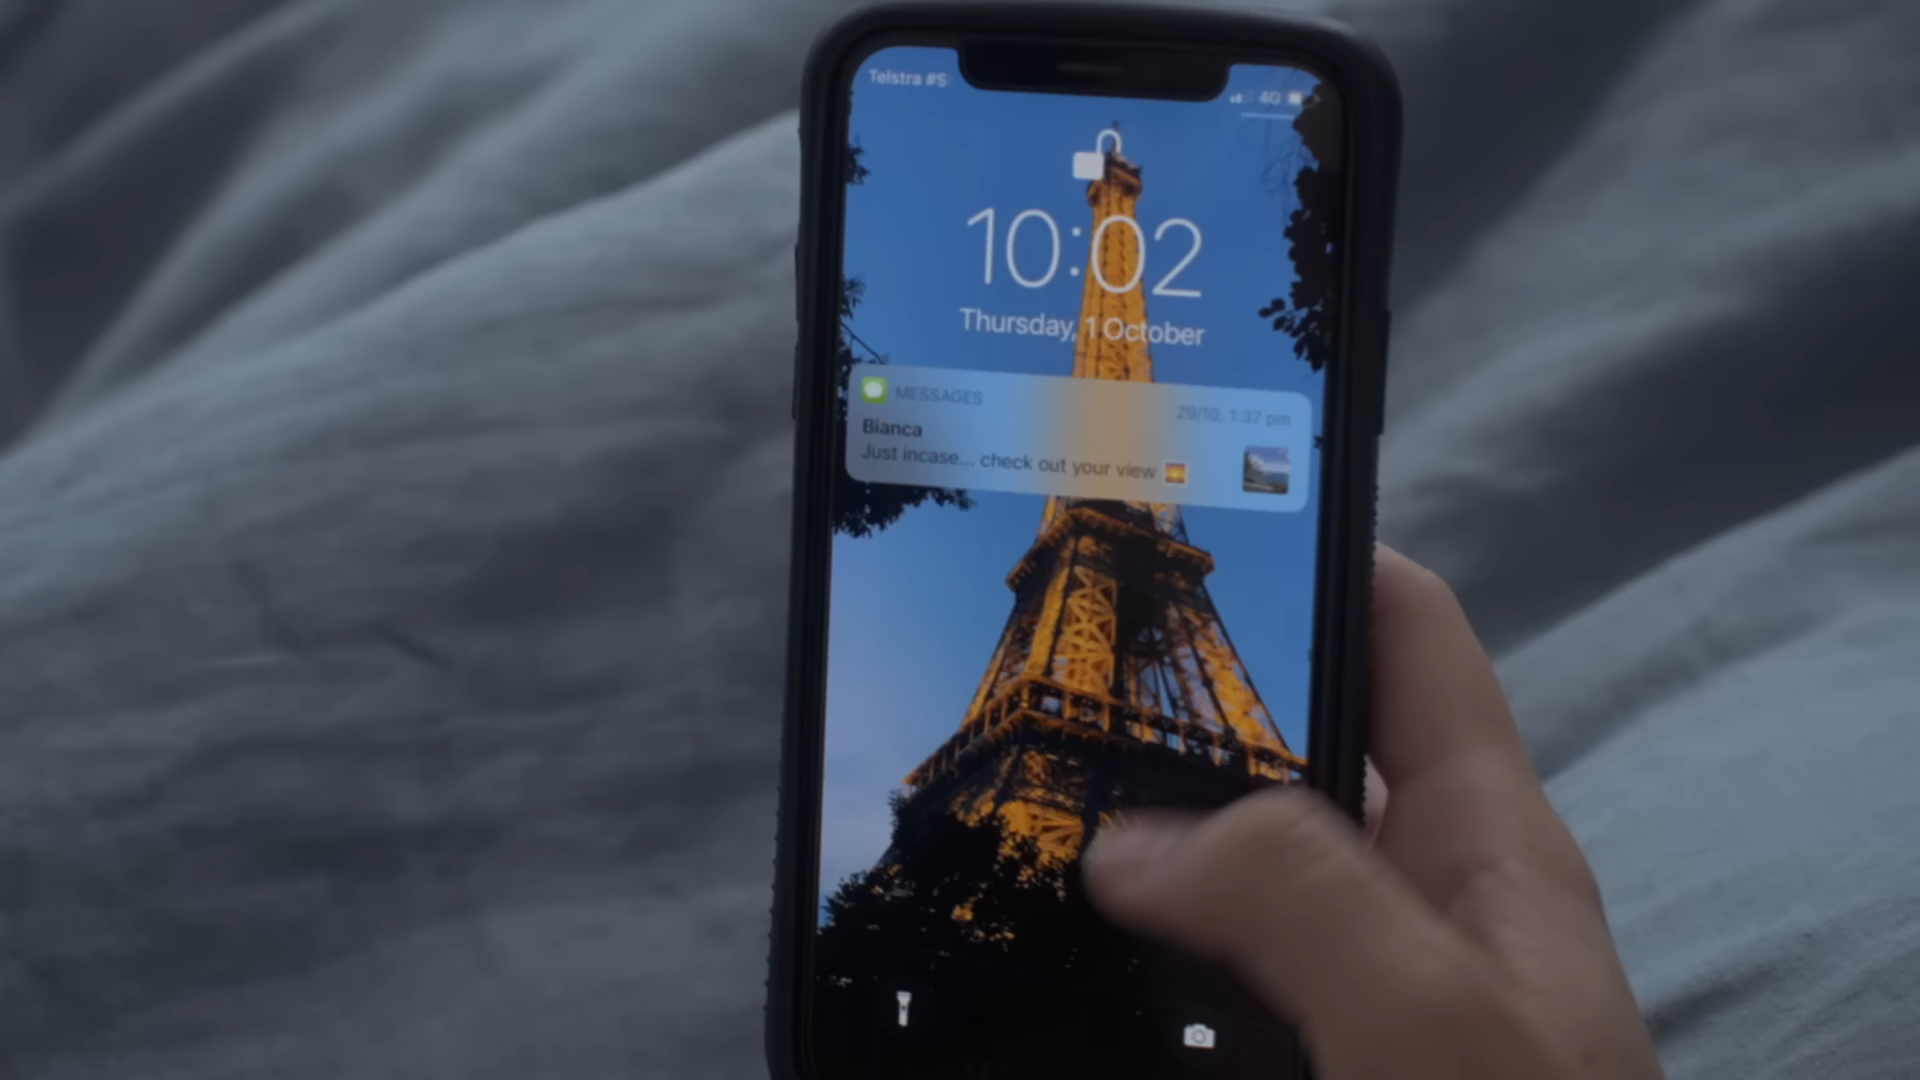 Telstra #S
4G
10:02
Thursday, 1 October
MESSAGES
29/10, 1:37 pm
Bianca
Just incase... check out your view 🌅